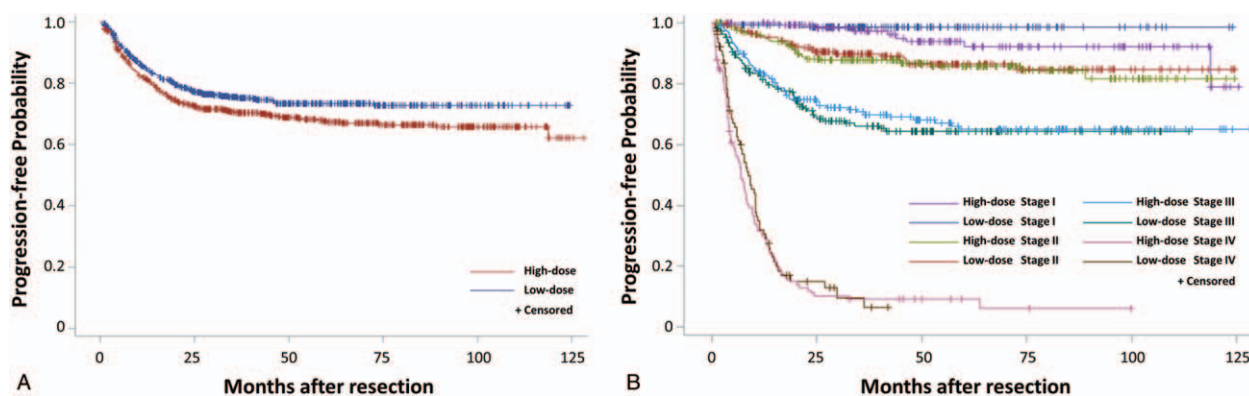 Progression-free Probability
1.0
0.8
0.6
0.4
0.2
0
High-dose
Low-dose
+ Censored
0 25 50 75 100 125
Months after resection
A
Progression-free Probability
1.0
0.8
0.6
0.4
0.2
0
High-dose Stage I
Low-dose Stage I
High-dose Stage II
Low-dose Stage II
High-dose Stage III
Low-dose Stage III
High-dose Stage IV
Low-dose Stage IV
+ Censored
0 25 50 75 100 125
Months after resection
B